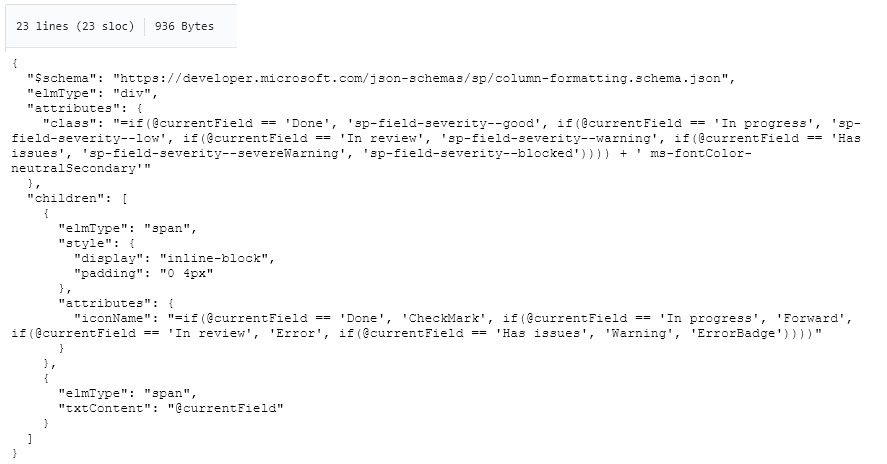 23 lines (23 sloc) 936 Bytes
{
  "$schema": "https://developer.microsoft.com/json-schemas/sp/column-formatting.schema.json",
  "elmType": "div",
  "attributes": {
    "class": "=if(@currentField == 'Done', 'sp-field-severity--good', if(@currentField == 'In progress', 'sp-
field-severity--low', if(@currentField == 'In review', 'sp-field-severity--warning', if(@currentField == 'Has
issues', 'sp-field-severity--severeWarning', 'sp-field-severity--blocked')))) + ' ms-fontColor-
neutralSecondary'"
  },
  "children": [
    {
      "elmType": "span",
      "style": {
        "display": "inline-block",
        "padding": "0 4px"
      },
      "attributes": {
        "iconName": "=if(@currentField == 'Done', 'CheckMark', if(@currentField == 'In progress', 'Forward',
if(@currentField == 'In review', 'Error', if(@currentField == 'Has issues', 'Warning', 'ErrorBadge'))))"
      }
    },
    {
      "elmType": "span",
      "txtContent": "@currentField"
    }
  ]
}